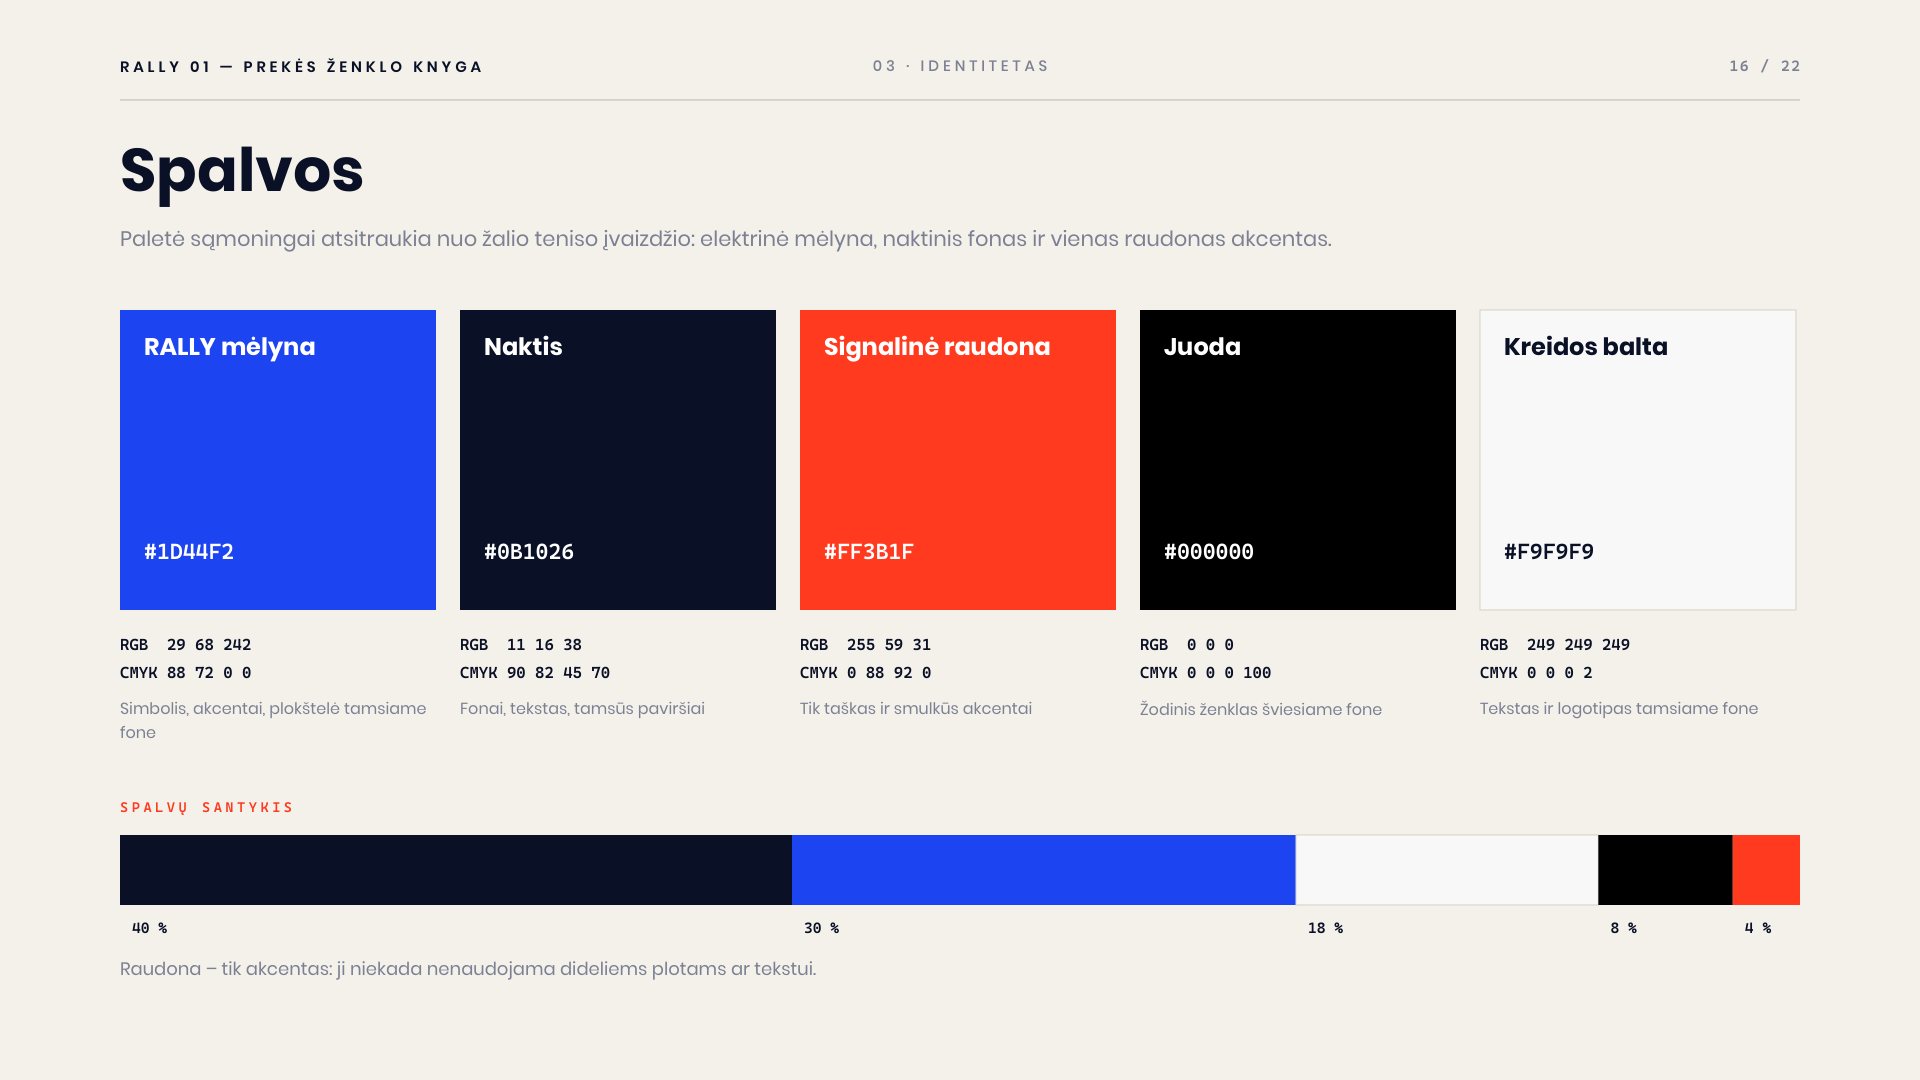 RALLY 01 — PREKĖS ŽENKLO KNYGA
03 · IDENTITETAS
16 / 22
Spalvos
Paletė sąmoningai atsitraukia nuo žalio teniso įvaizdžio: elektrinė mėlyna, naktinis fonas ir vienas raudonas akcentas.
RALLY mėlyna
#1D44F2
RGB 29 68 242
CMYK 88 72 0 0
Simbolis, akcentai, plokštelė tamsiame
fone
Naktis
#0B1026
RGB 11 16 38
CMYK 90 82 45 70
Fonai, tekstas, tamsūs paviršiai
Signalinė raudona
#FF3B1F
RGB 255 59 31
CMYK 0 88 92 0
Tik taškas ir smulkūs akcentai
Juoda
#000000
RGB 0 0 0
CMYK 0 0 0 100
Žodinis ženklas šviesiame fone
Kreidos balta
#F9F9F9
RGB 249 249 249
CMYK 0 0 0 2
Tekstas ir logotipas tamsiame fone
SPALVŲ SANTYKIS
40 %
30 %
18 %
8 %
4 %
Raudona – tik akcentas: ji niekada nenaudojama dideliems plotams ar tekstui.